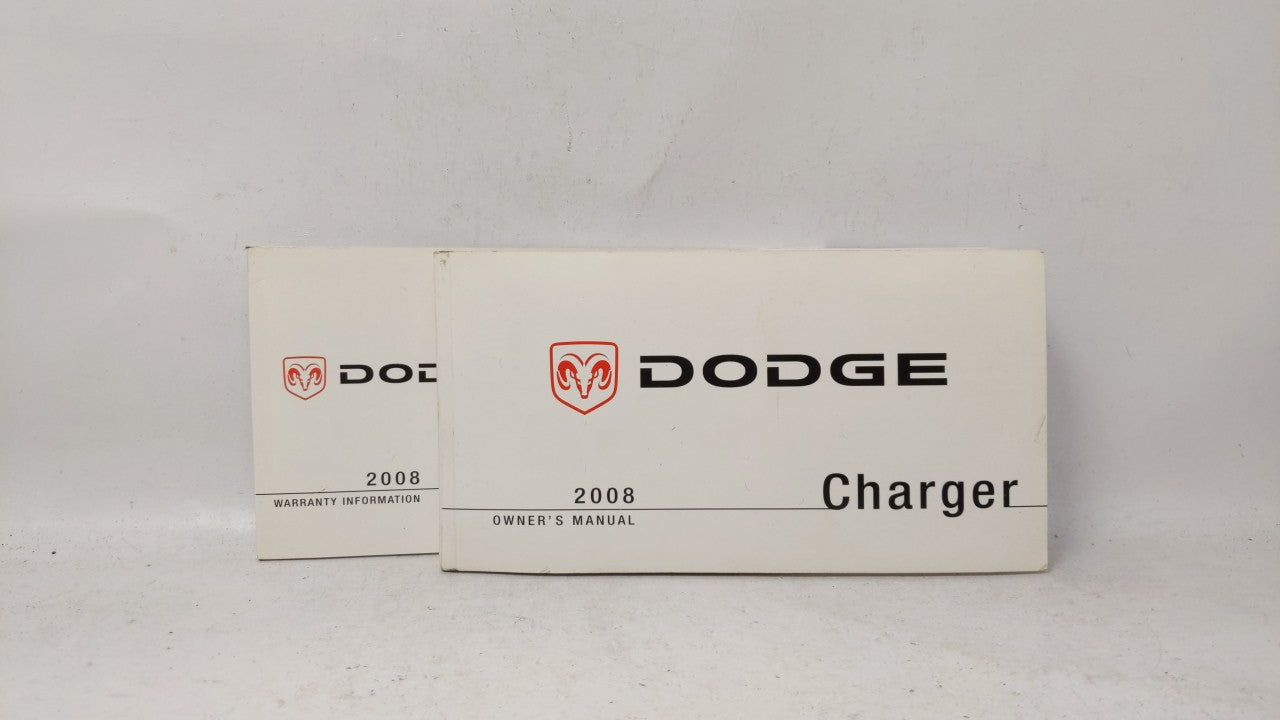 DOD
2008
WARRANTY INFORMATION
DODGE
2008
Charger
OWNER'S MANUAL